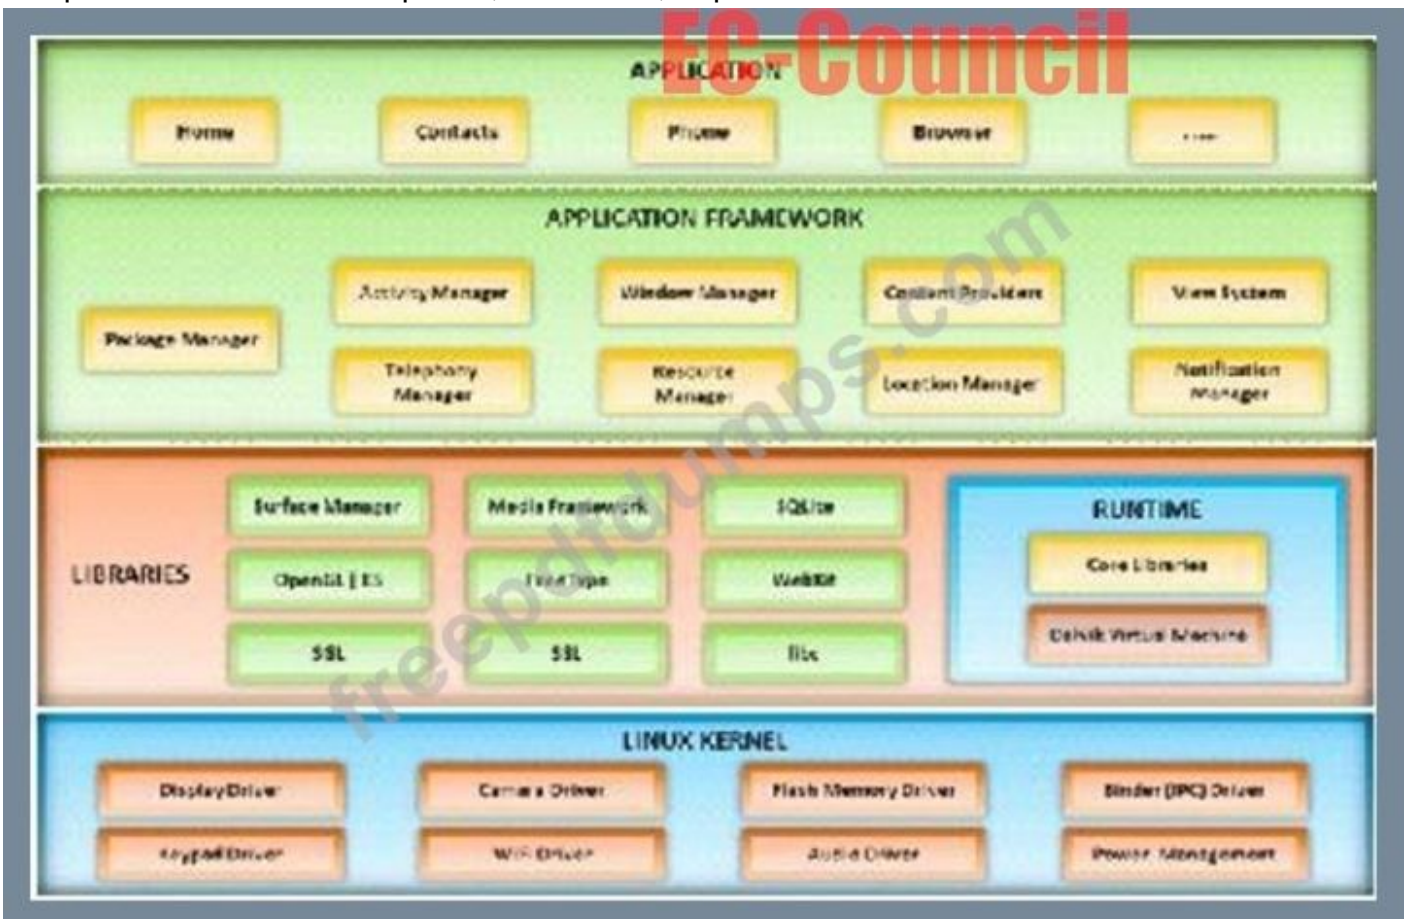 EC-Council
APPLICATION
Home
Contacts
Phone
Browser
....
APPLICATION FRAMEWORK
Package Manager
Activity Manager
Window Manager
Content Providers
View System
Telephony
Manager
Resource
Manager
Location Manager
Notification
Manager
LIBRARIES
Surface Manager
Media Framework
SQLite
OpenGL | ES
FreeType
WebKit
SSL
SSL
libc
RUNTIME
Core Libraries
Dalvik Virtual Machine
LINUX KERNEL
Display Driver
Camera Driver
Flash Memory Driver
Binder (IPC) Driver
Keypad Driver
WiFi Driver
Audio Driver
Power Management
freepdfdumps.com